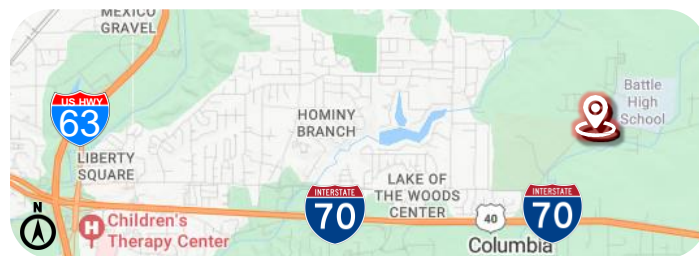 MEXICO
GRAVEL
US HWY
63
LIBERTY
SQUARE
HOMINY
BRANCH
Battle
High
School
LAKE OF
THE WOODS
CENTER
INTERSTATE
70
INTERSTATE
70
40
N
H
Children's
Therapy Center
Columbia